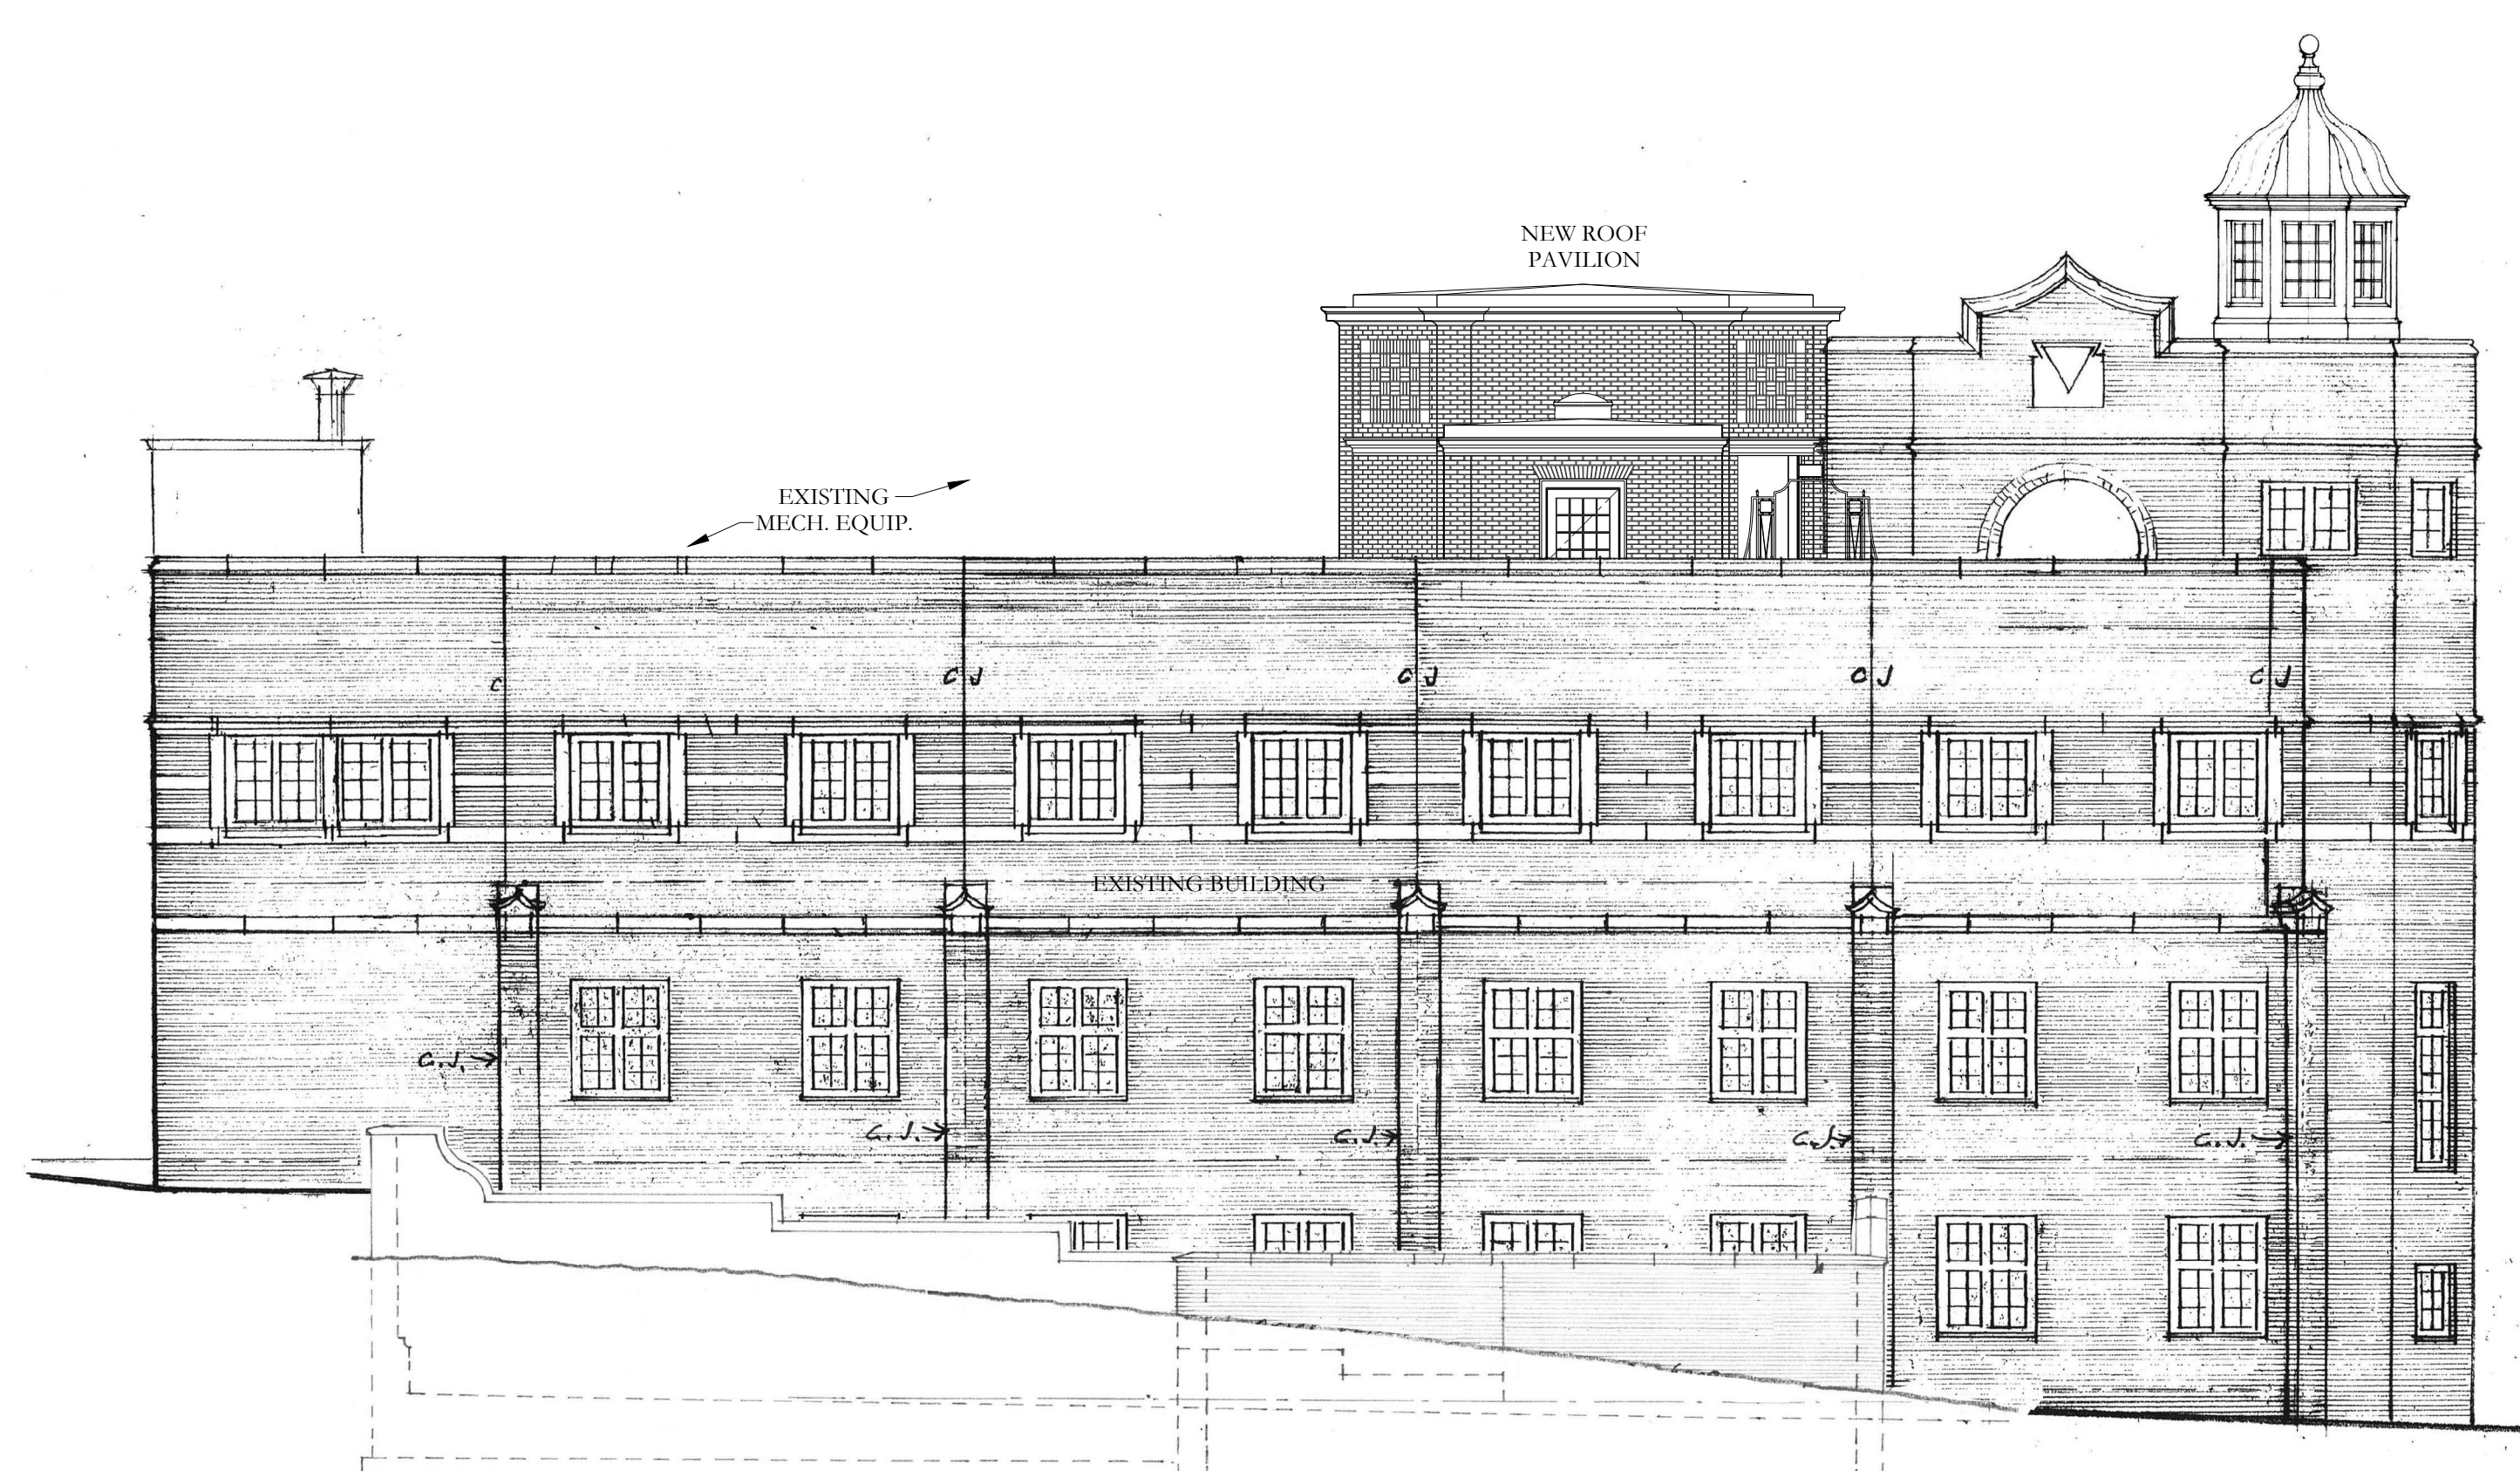 NEW ROOF
PAVILION
EXISTING
MECH. EQUIP.
C
C J
C J
C J
C J
EXISTING BUILDING
C.J.
C.J.
C.J.
C.J.
C.J.